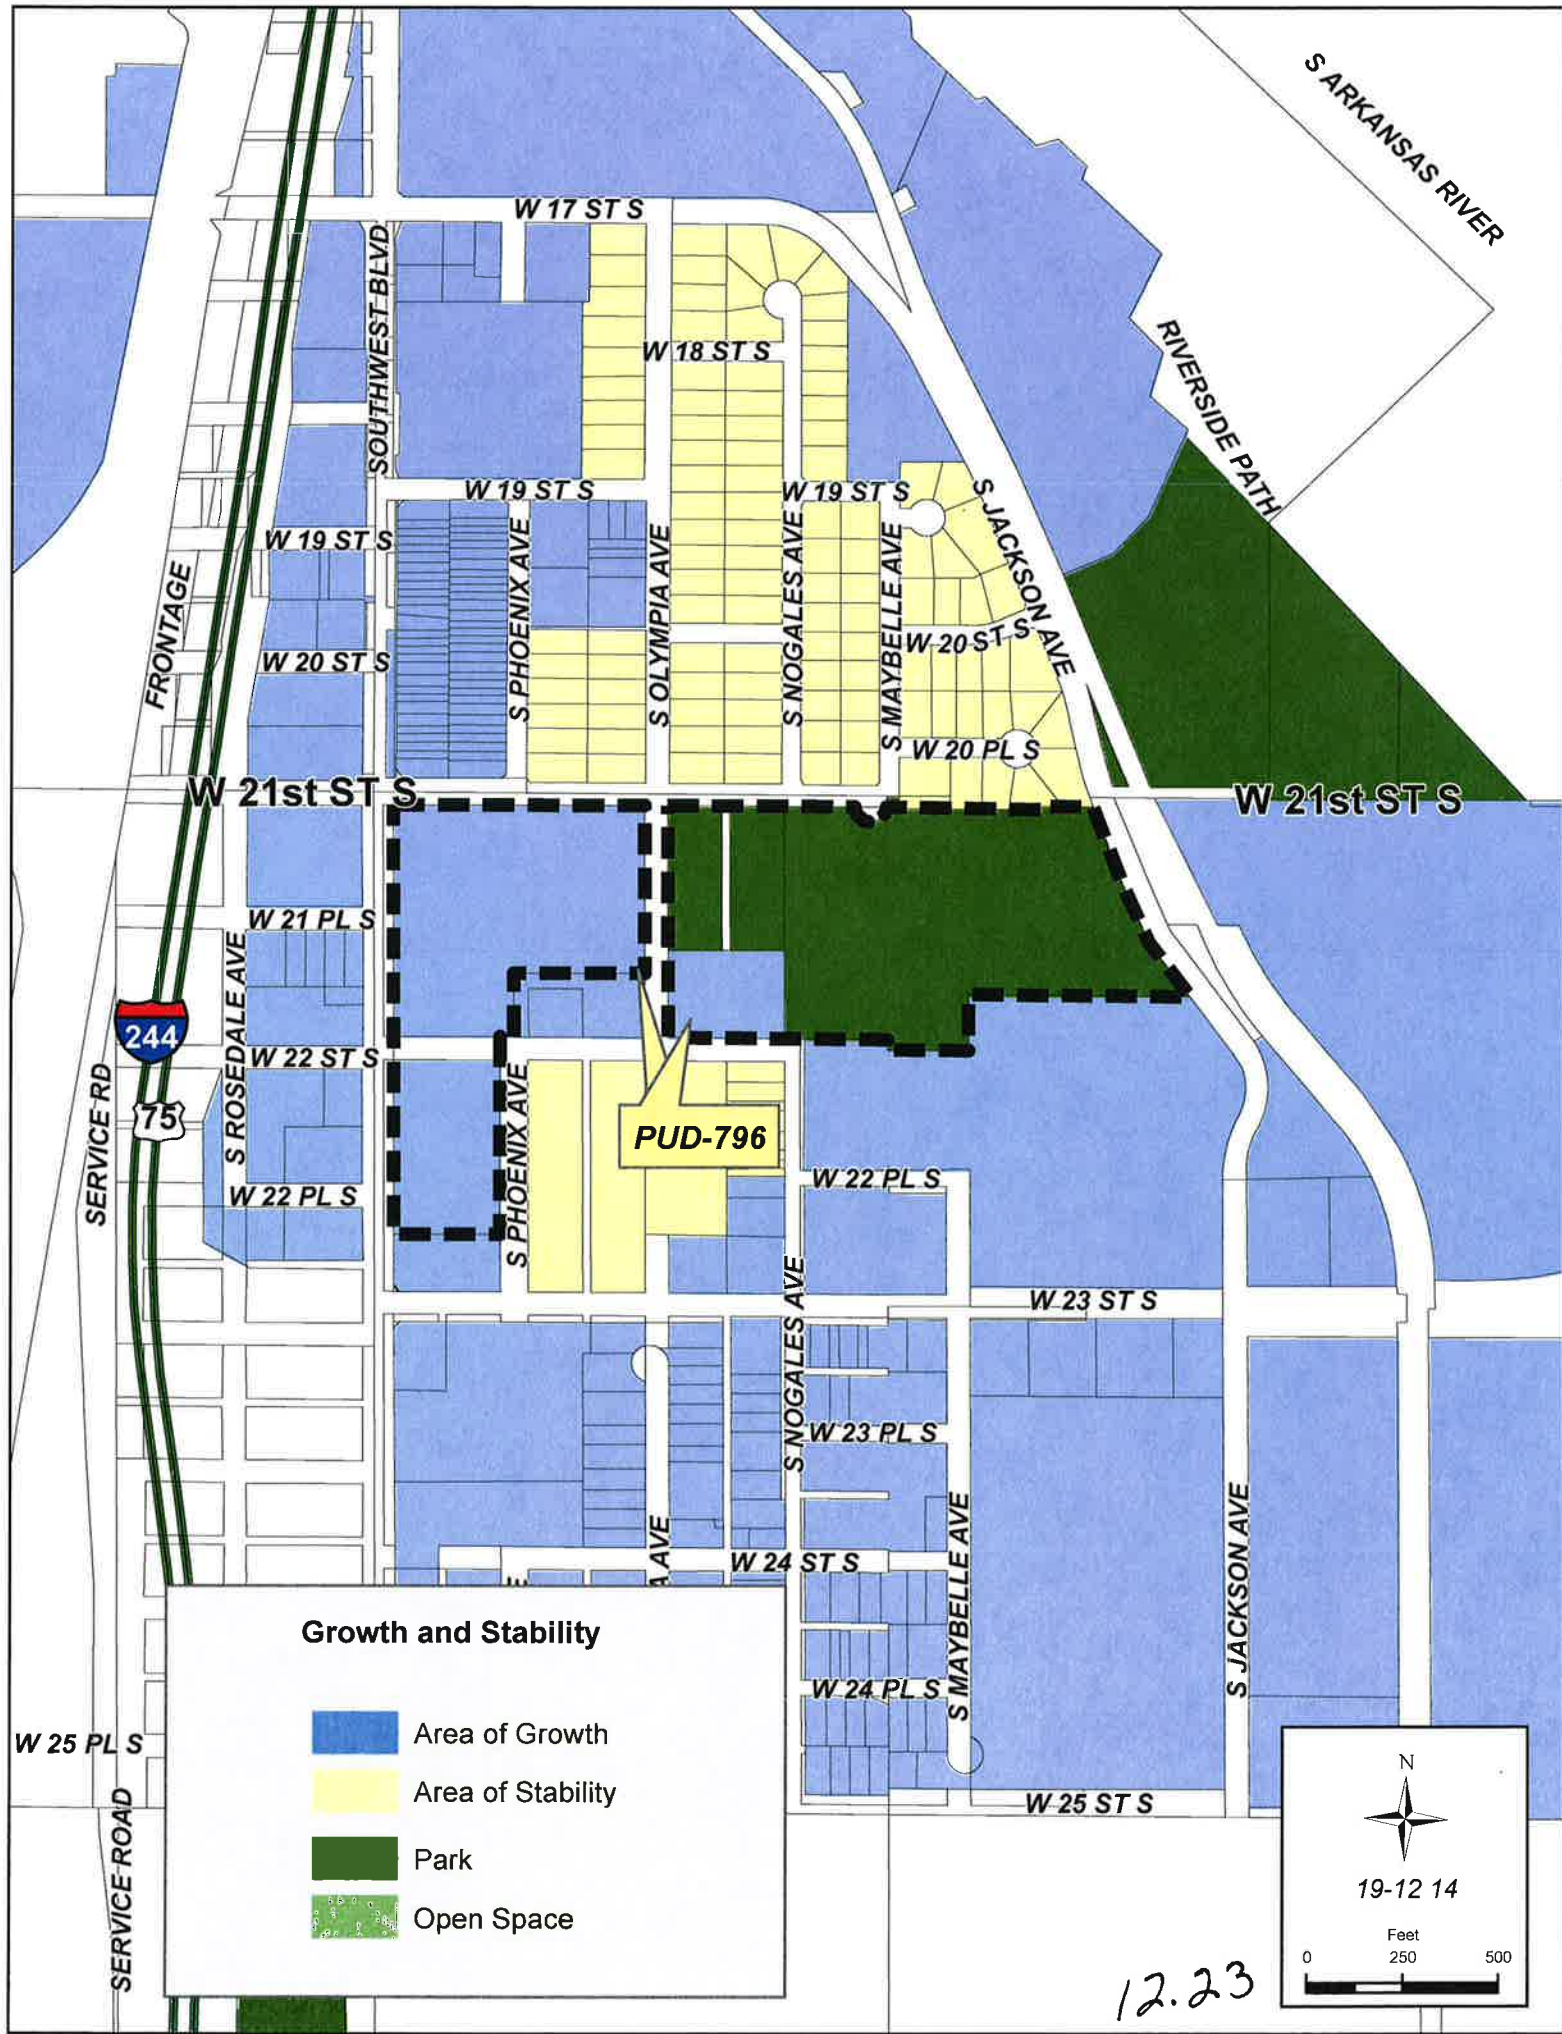 S ARKANSAS RIVER
W 17 ST S
SOUTHWEST BLVD
W 18 ST S
RIVERSIDE PATH
W 19 ST S
W 19 ST S
S JACKSON AVE
W 19 ST S
S PHOENIX AVE
S OLYMPIA AVE
S NOGALES AVE
S MAYBELLE AVE
FRONTAGE
W 20 ST S
W 20 ST S
W 20 PL S
W 21st ST S
W 21st ST S
W 21 PL S
S ROSEDALE AVE
244
W 22 ST S
SERVICE RD
75
S PHOENIX AVE
PUD-796
W 22 PL S
W 22 PL S
S NOGALES AVE
W 23 ST S
W 23 PL S
A AVE
E
W 24 ST S
S MAYBELLE AVE
S JACKSON AVE
Growth and Stability
W 24 PL S
Area of Growth
W 25 PL S
Area of Stability
W 25 ST S
SERVICE ROAD
Park
Open Space
N
19-12 14
Feet
0 250 500
12.23